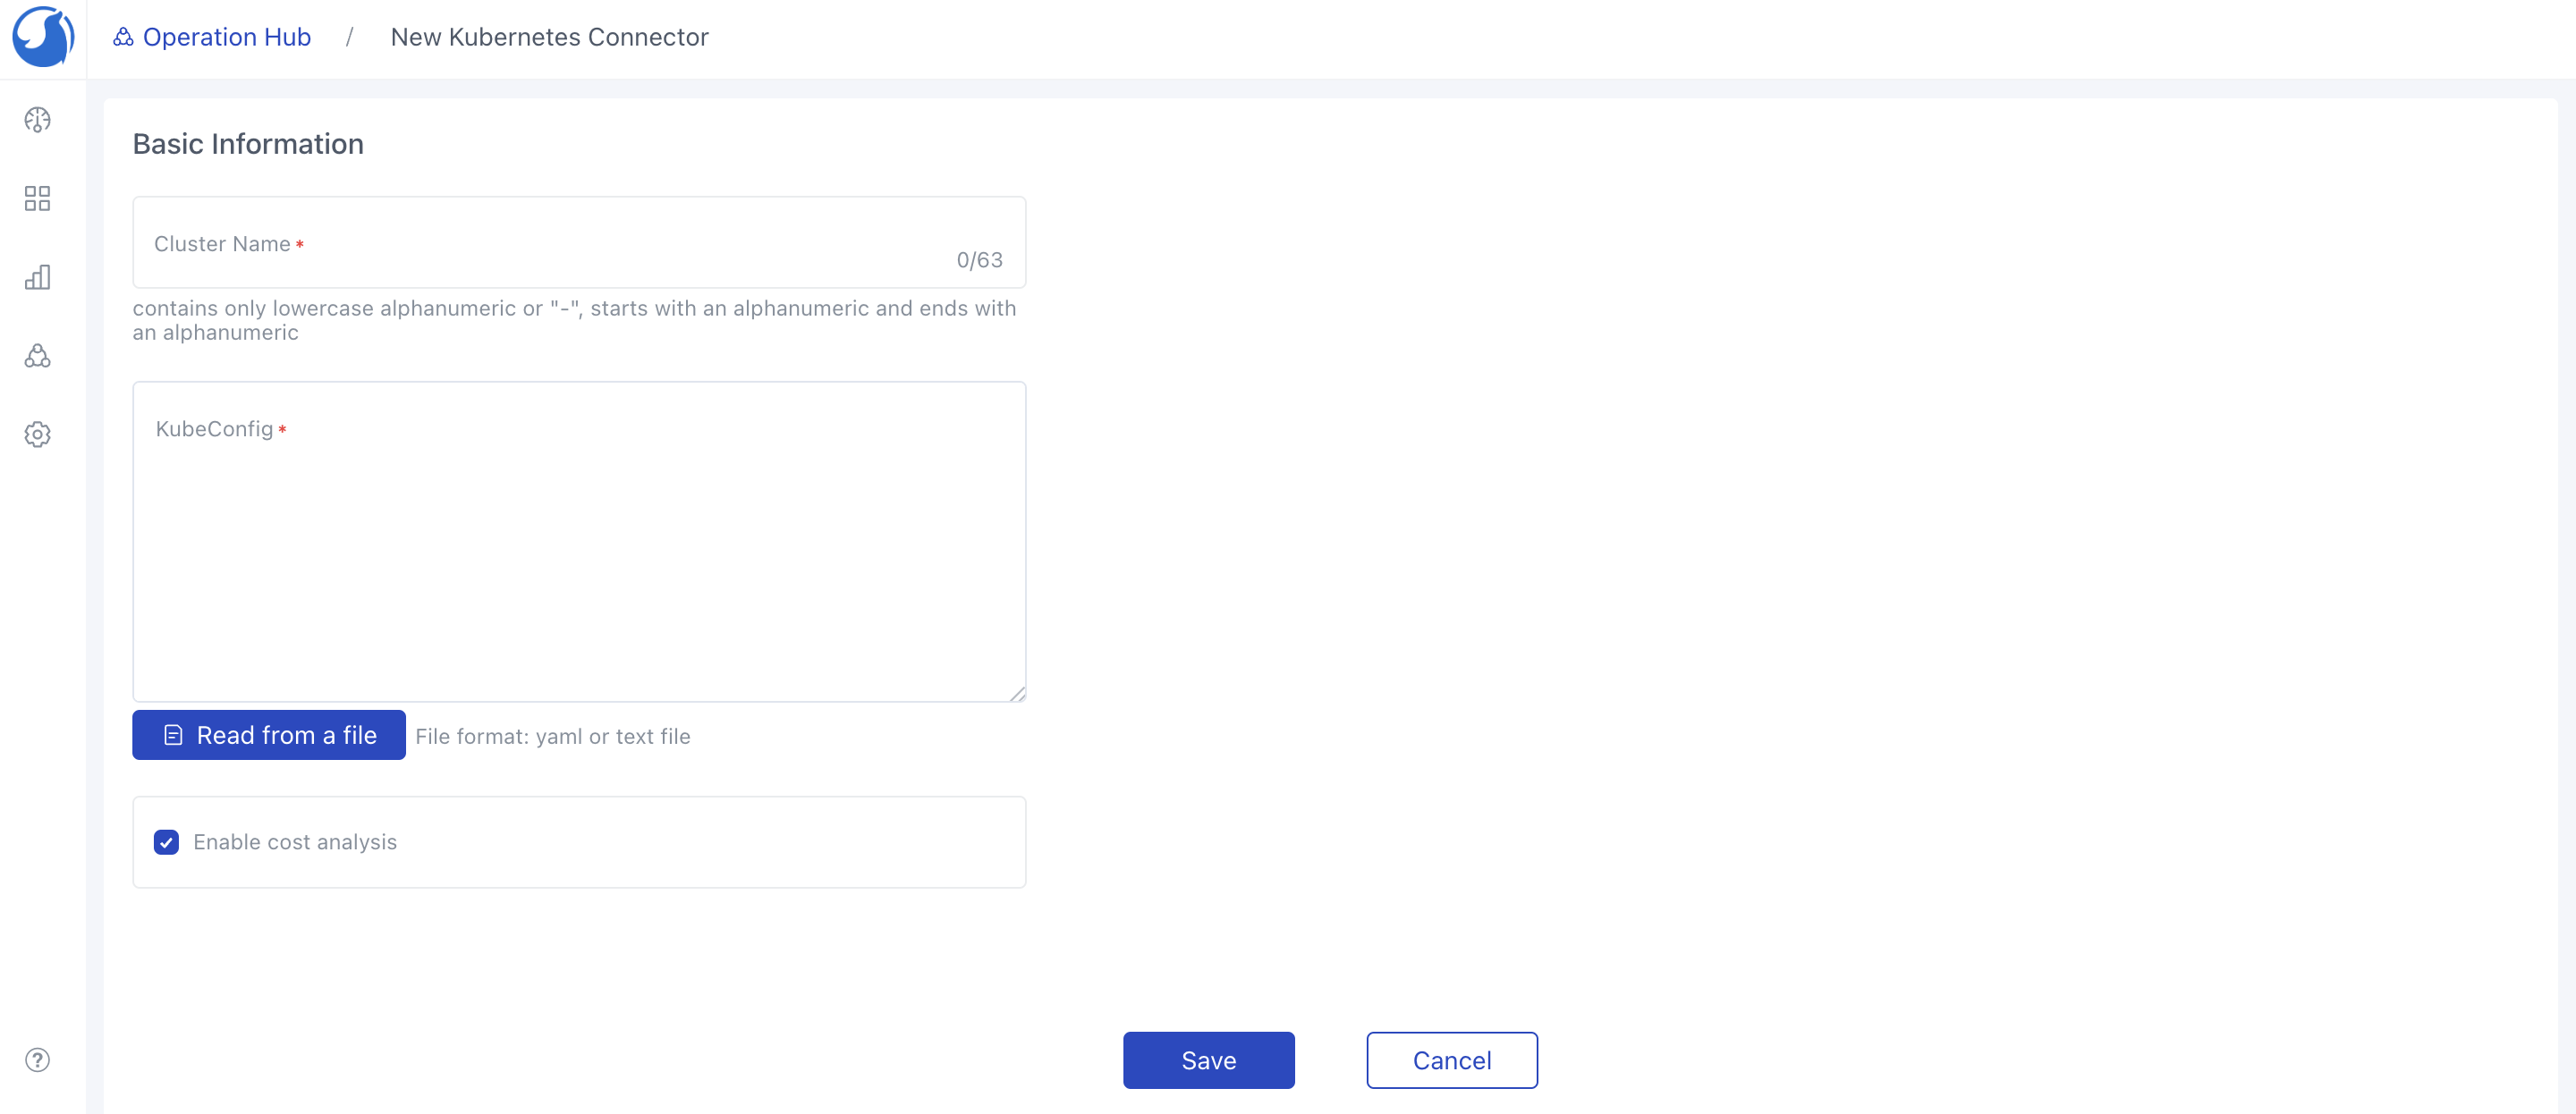 Operation Hub / New Kubernetes Connector
Basic Information
Cluster Name *
0/63
contains only lowercase alphanumeric or "-", starts with an alphanumeric and ends with
an alphanumeric
KubeConfig *
Read from a file File format: yaml or text file
Enable cost analysis
Save Cancel